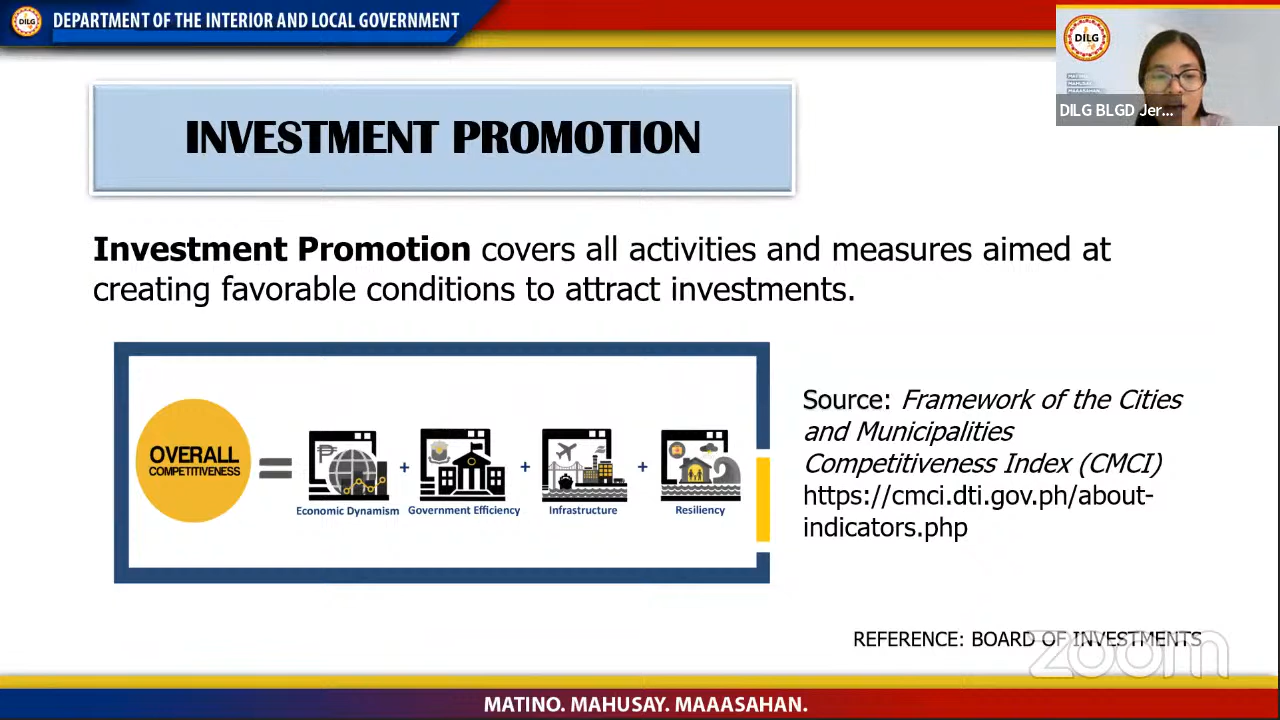 DEPARTMENT OF THE INTERIOR AND LOCAL GOVERNMENT
DILG
DILG BLGD Jer...
INVESTMENT PROMOTION
Investment Promotion covers all activities and measures aimed at
creating favorable conditions to attract investments.
OVERALL
COMPETITIVENESS
=
+
+
+
Economic Dynamism
Government Efficiency
Infrastructure
Resiliency
Source: Framework of the Cities
and Municipalities
Competitiveness Index (CMCI)
https://cmci.dti.gov.ph/about-
indicators.php
REFERENCE: BOARD OF INVESTMENTS
zoom
MATINO. MAHUSAY. MAAASAHAN.